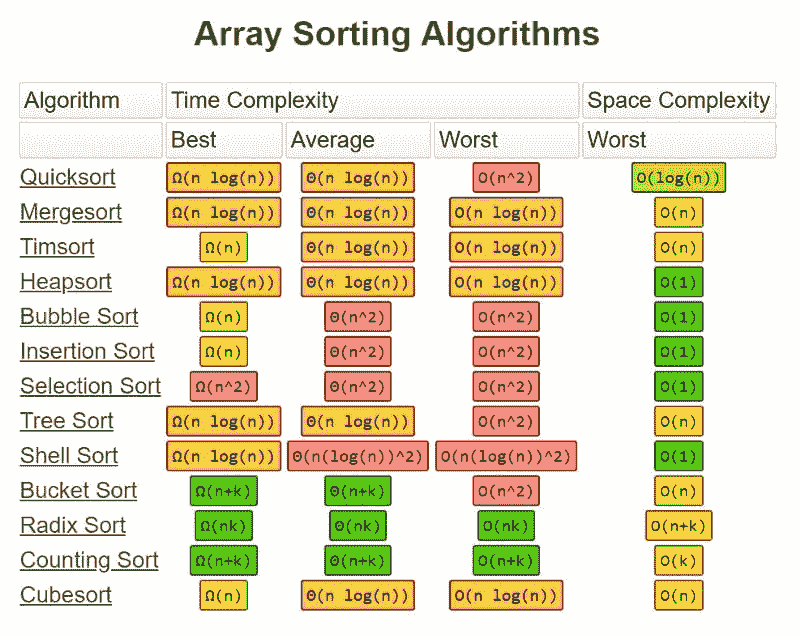 Array Sorting Algorithms
Algorithm Time Complexity Space Complexity
Best Average Worst Worst
Quicksort Ω(n log(n)) Θ(n log(n)) O(n^2) O(log(n))
Mergesort Ω(n log(n)) Θ(n log(n)) O(n log(n)) O(n)
Timsort Ω(n) Θ(n log(n)) O(n log(n)) O(n)
Heapsort Ω(n log(n)) Θ(n log(n)) O(n log(n)) O(1)
Bubble Sort Ω(n) Θ(n^2) O(n^2) O(1)
Insertion Sort Ω(n) Θ(n^2) O(n^2) O(1)
Selection Sort Ω(n^2) Θ(n^2) O(n^2) O(1)
Tree Sort Ω(n log(n)) Θ(n log(n)) O(n^2) O(n)
Shell Sort Ω(n log(n)) Θ(n(log(n))^2) O(n(log(n))^2) O(1)
Bucket Sort Ω(n+k) Θ(n+k) O(n^2) O(n)
Radix Sort Ω(nk) Θ(nk) O(nk) O(n+k)
Counting Sort Ω(n+k) Θ(n+k) O(n+k) O(k)
Cubesort Ω(n) Θ(n log(n)) O(n log(n)) O(n)